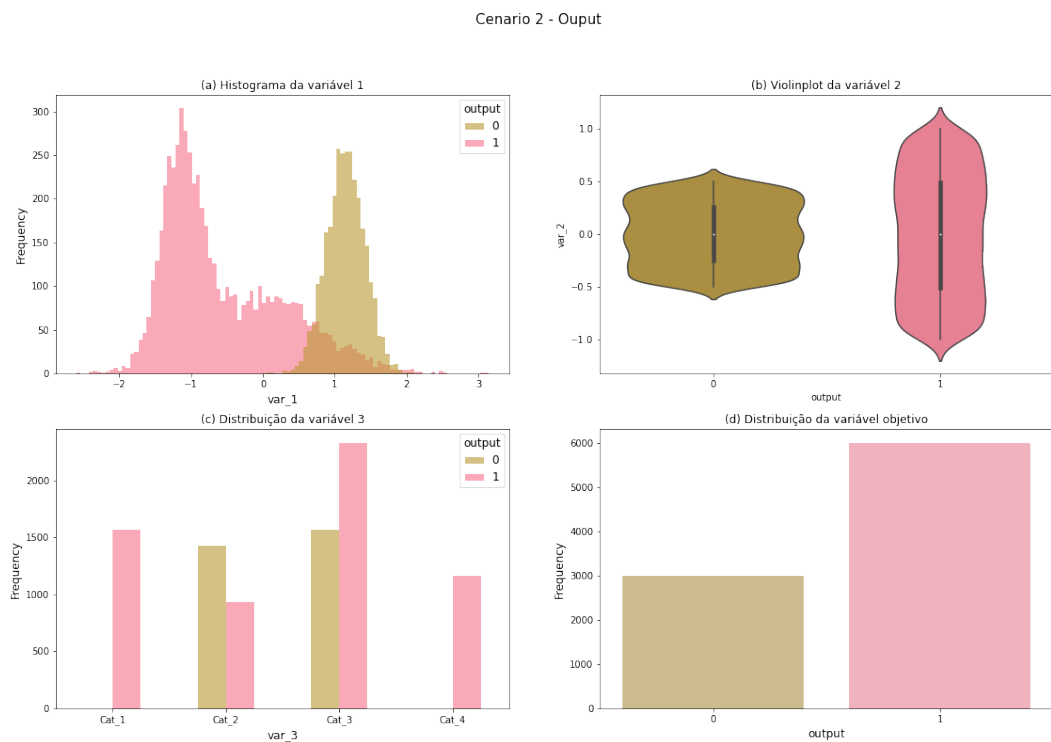 Cenario 2 - Ouput
(a) Histograma da variável 1
300
250
200
150
100
50
0
Frequency
output
0
1
−2
−1
0
1
2
3
var_1
(b) Violinplot da variável 2
1.0
0.5
0.0
−0.5
−1.0
var_2
0
1
output
(c) Distribuição da variável 3
2000
1500
1000
500
0
Frequency
output
0
1
Cat_1
Cat_2
Cat_3
Cat_4
var_3
(d) Distribuição da variável objetivo
6000
5000
4000
3000
2000
1000
0
Frequency
0
1
output